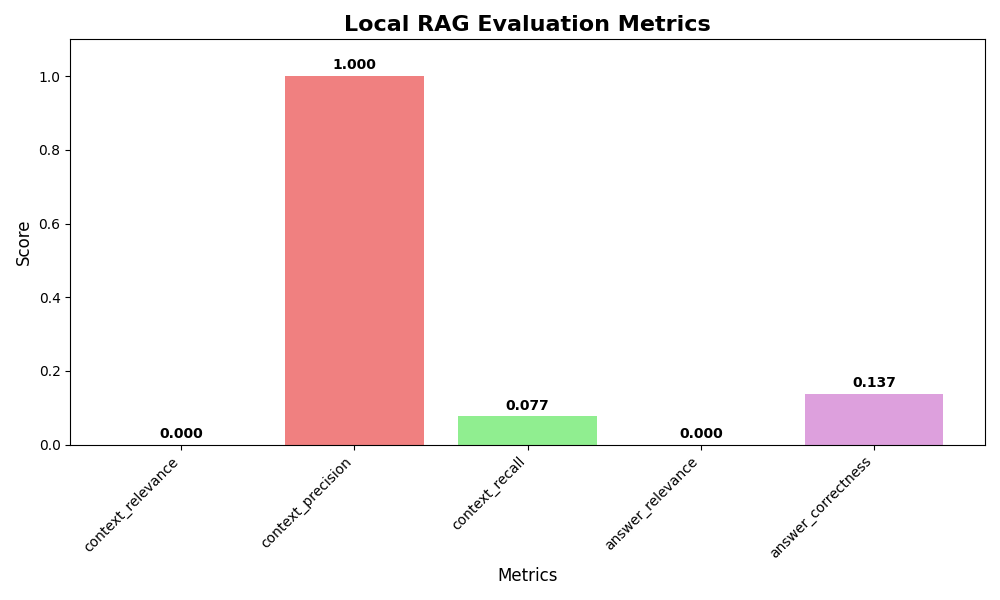 Local RAG Evaluation Metrics
1.000
1.0
0.8
Score
0.6
0.4
0.2
0.137
0.077
0.000
0.000
0.0
context_relevance
context_precision
context_recall
answer_relevance
answer_correctness
Metrics